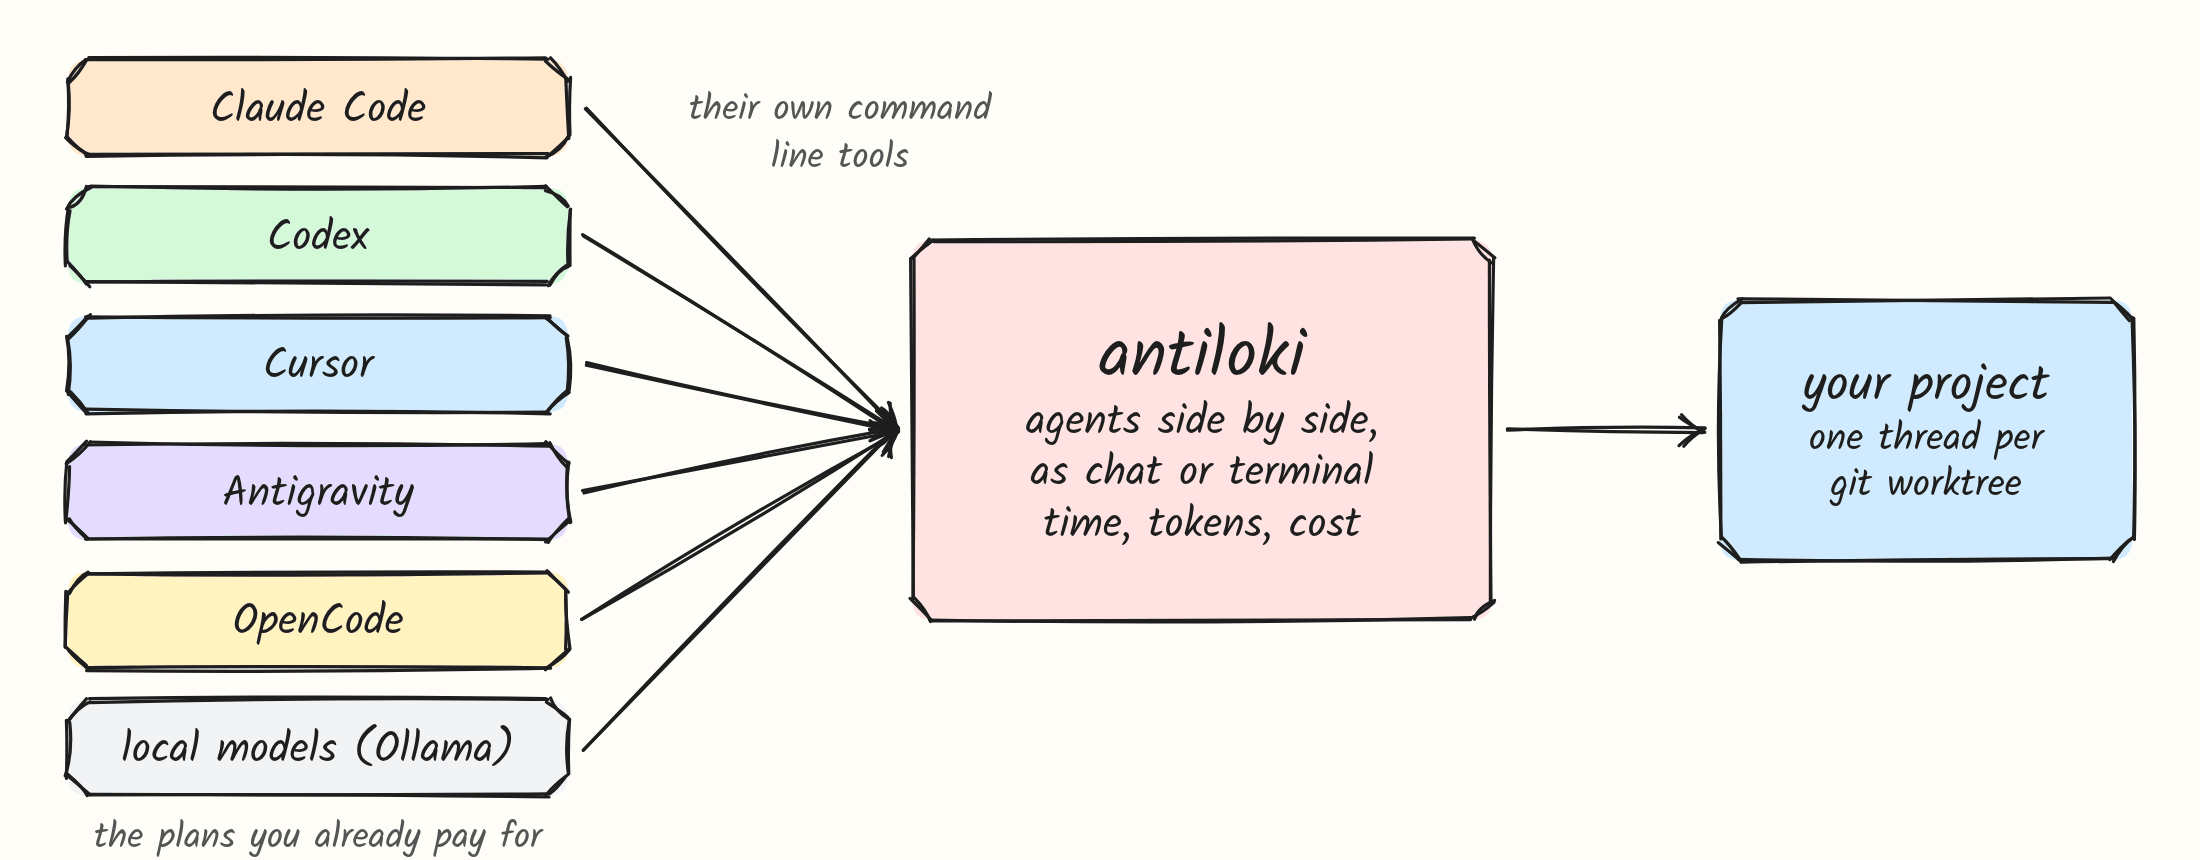 Claude Code
their own command
line tools
Codex
Cursor
Antigravity
OpenCode
local models (Ollama)
the plans you already pay for
antiloki
agents side by side,
as chat or terminal
time, tokens, cost
your project
one thread per
git worktree